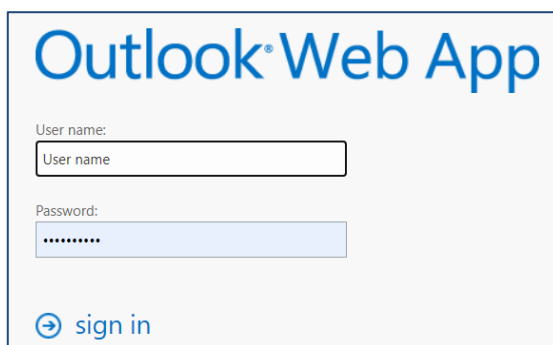 Outlook® Web App
User name:
User name
Password:
••••••••••
sign in